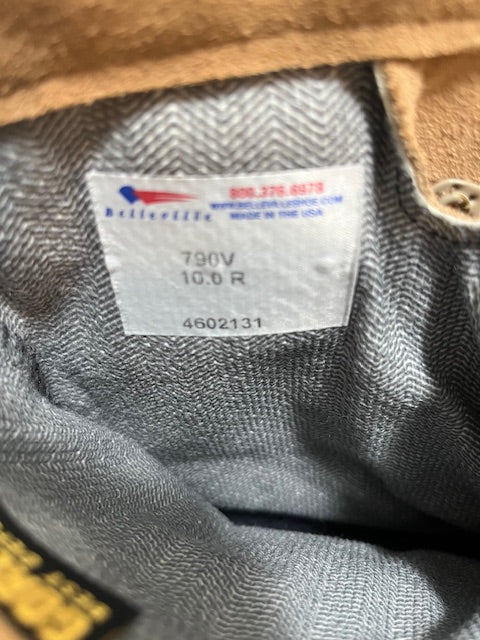 Belleville
800.376.6978
WWW.BELLEVILLESHOE.COM
MADE IN THE USA
790V
10.0 R
4602131